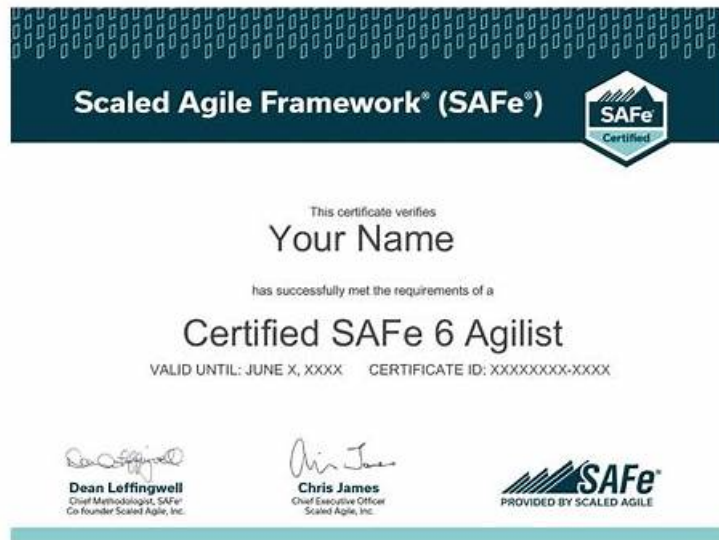 Scaled Agile Framework® (SAFe®)
SAFe
Certified
This certificate verifies
Your Name
has successfully met the requirements of a
Certified SAFe 6 Agilist
VALID UNTIL: JUNE X, XXXX CERTIFICATE ID: XXXXXXXX-XXXX
Dean Leffingwell
Chief Methodologist, SAFe®
Co founder Scaled Agile, Inc.
Chris James
Chief Executive Officer
Scaled Agile, Inc.
SAFe®
PROVIDED BY SCALED AGILE